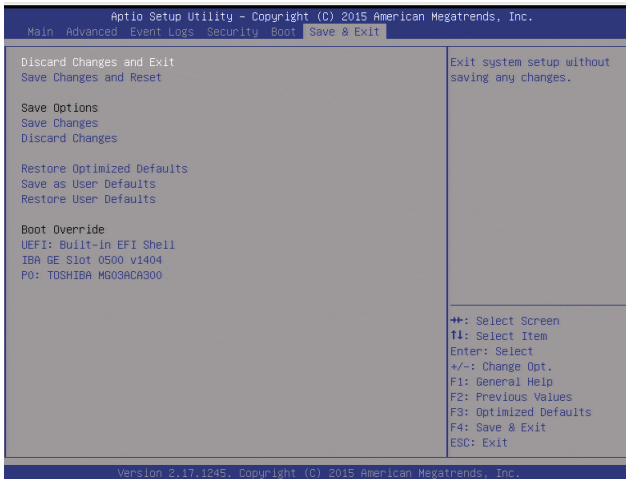 Aptio Setup Utility – Copyright (C) 2015 American Megatrends, Inc.
Main Advanced Event Logs Security Boot Save & Exit
Discard Changes and Exit
Save Changes and Reset
Save Options
Save Changes
Discard Changes
Restore Optimized Defaults
Save as User Defaults
Restore User Defaults
Boot Override
UEFI: Built-in EFI Shell
IBA GE Slot 0500 v1404
P0: TOSHIBA MG03ACA300
Exit system setup without
saving any changes.
→←: Select Screen
↑↓: Select Item
Enter: Select
+/-: Change Opt.
F1: General Help
F2: Previous Values
F3: Optimized Defaults
F4: Save & Exit
ESC: Exit
Version 2.17.1245. Copyright (C) 2015 American Megatrends, Inc.